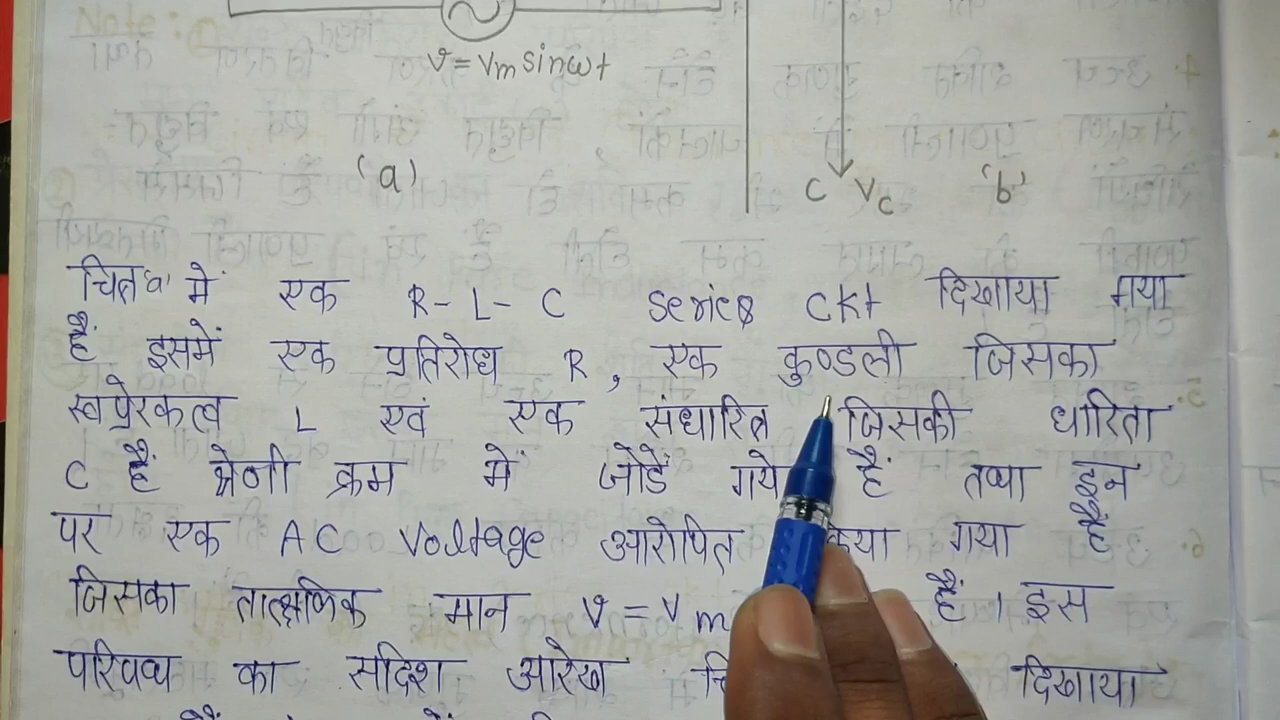 v = Vm sinωt
(a)
C Vc (b)
चित्र 'a' में एक R-L-C Series Ckt दिखाया गया
हैं इसमें एक प्रतिरोध R, एक कुण्डली जिसका
स्वप्रेरकत्व L एवं एक संधारित्र जिसकी धारिता
C हैं श्रेणी क्रम में जोडें गये हैं तथा इन
पर एक AC Voltage आरोपित गया हैं
जिसका तात्क्षणिक मान v = Vm हैं । इस
परिपथ का सदिश आरेख दिखाया